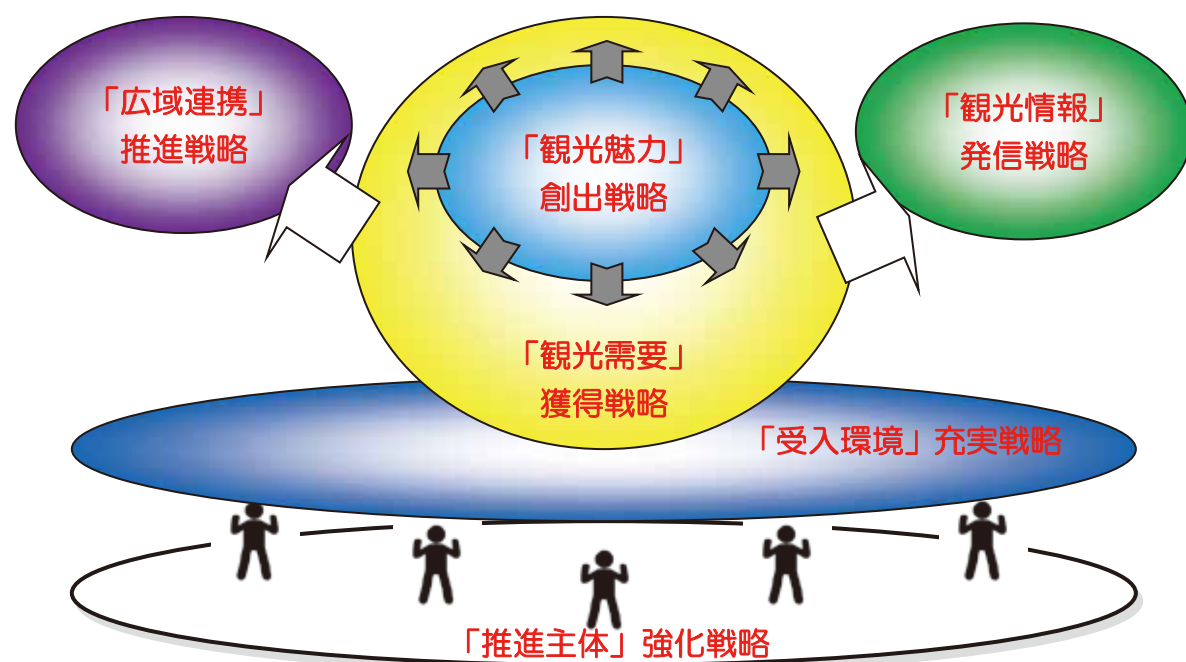 「広域連携」
推進戦略
「観光魅力」
創出戦略
「観光情報」
発信戦略
「観光需要」
獲得戦略
「受入環境」充実戦略
「推進主体」強化戦略